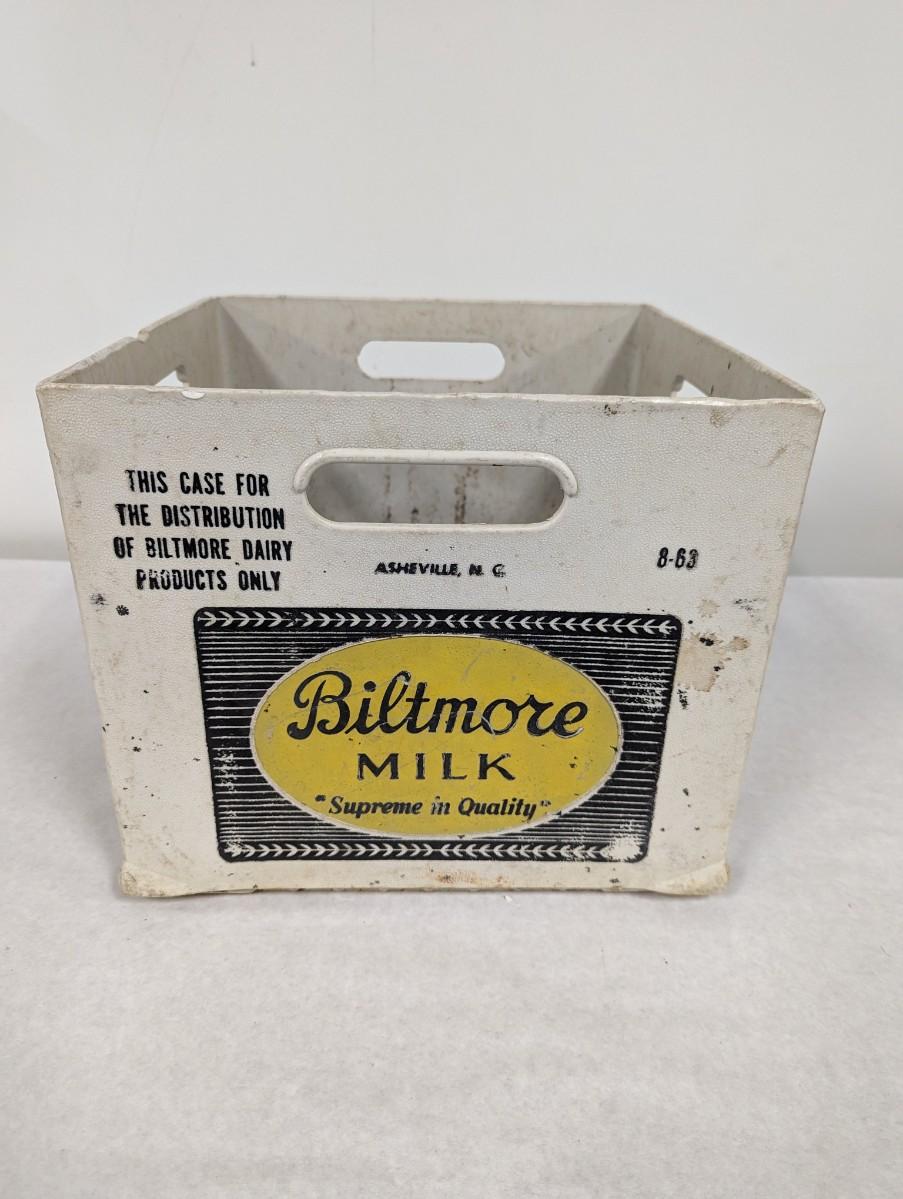 THIS CASE FOR
THE DISTRIBUTION
OF BILTMORE DAIRY
PRODUCTS ONLY
ASHEVILLE, N. C.
8-63
Biltmore
MILK
"Supreme in Quality"